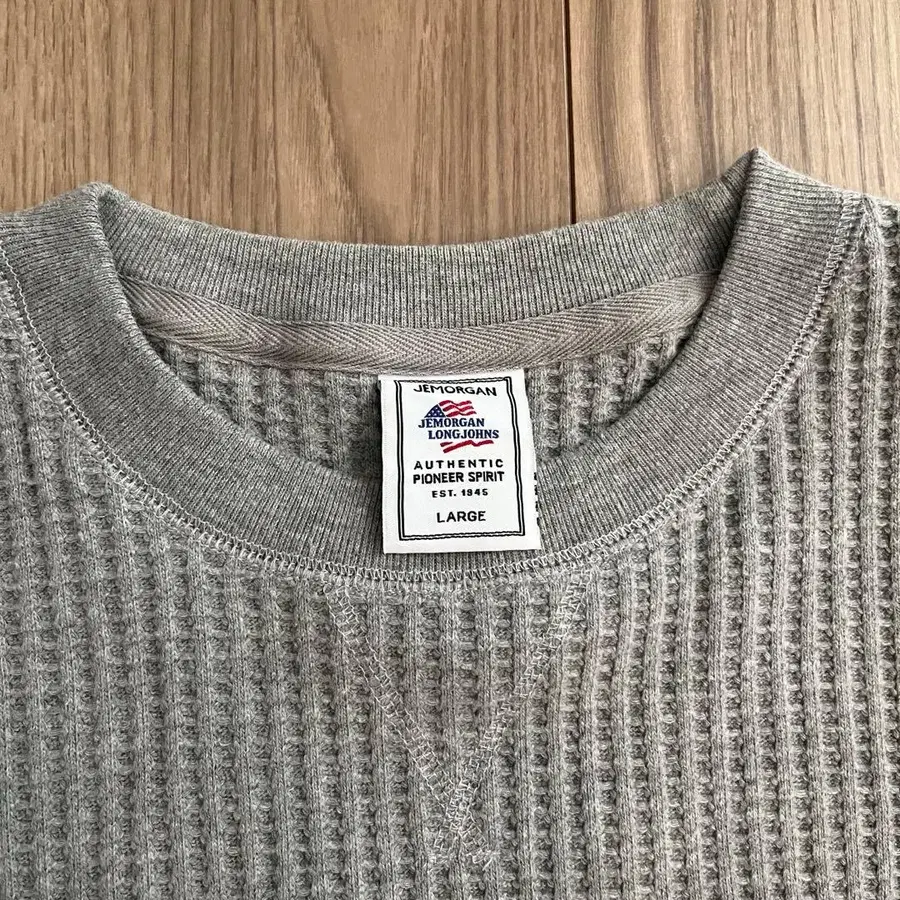 JEMORGAN
JEMORGAN
LONGJOHNS
AUTHENTIC
PIONEER SPIRIT
EST. 1945
LARGE